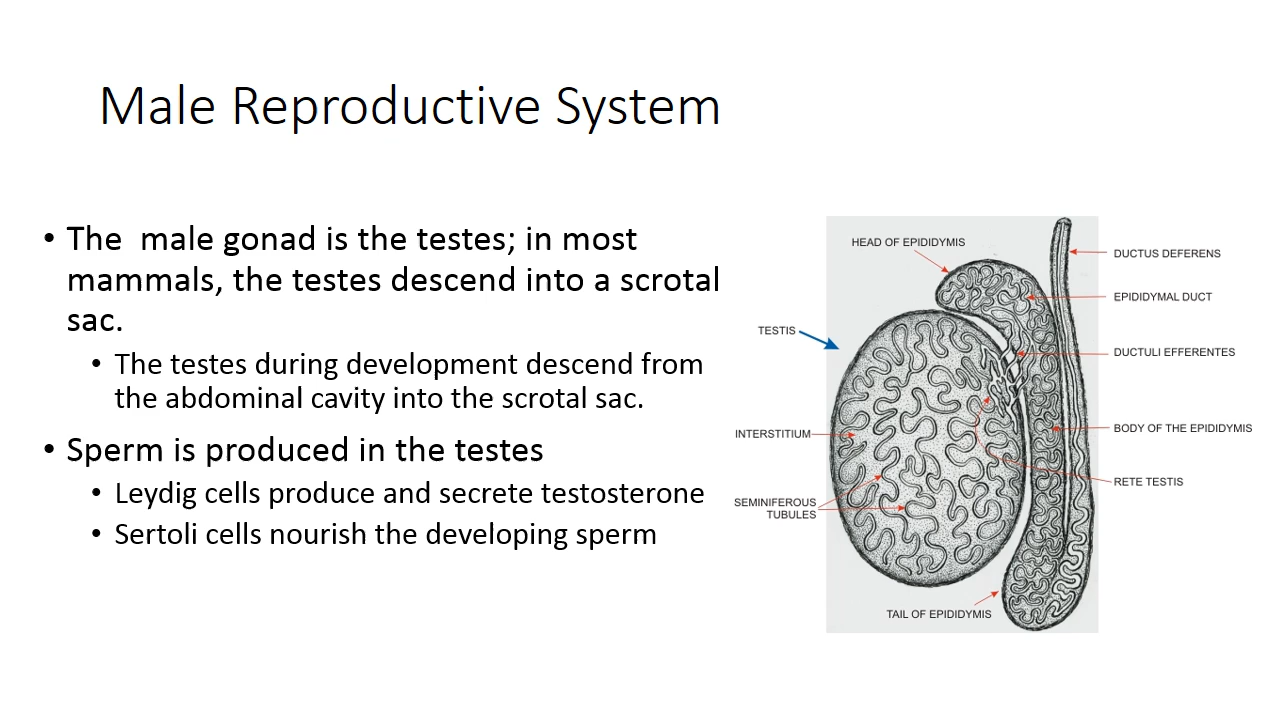 Male Reproductive System
• The  male gonad is the testes; in most
mammals, the testes descend into a scrotal
sac.
• The testes during development descend from
the abdominal cavity into the scrotal sac.
• Sperm is produced in the testes
• Leydig cells produce and secrete testosterone
• Sertoli cells nourish the developing sperm
HEAD OF EPIDIDYMIS
TESTIS
INTERSTITIUM
SEMINIFEROUS
TUBULES
TAIL OF EPIDIDYMIS
DUCTUS DEFERENS
EPIDIDYMAL DUCT
DUCTULI EFFERENTES
BODY OF THE EPIDIDYMIS
RETE TESTIS